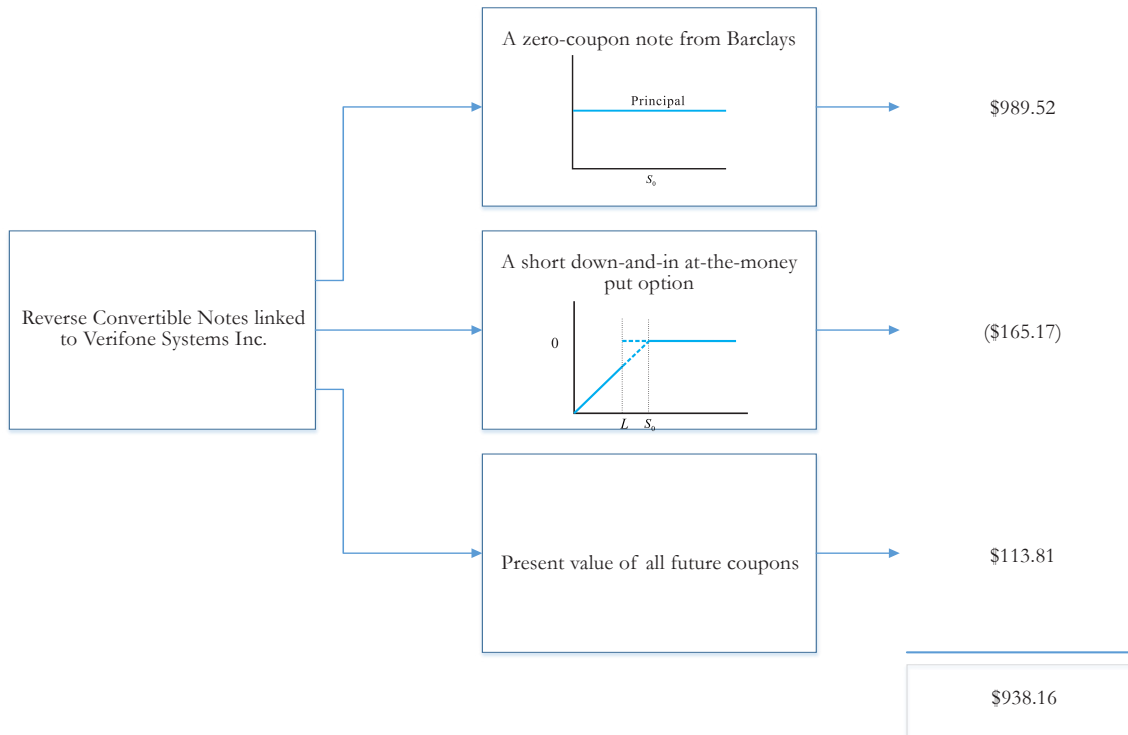 A zero-coupon note from Barclays
Principal
S₀
$989.52
Reverse Convertible Notes linked
to Verifone Systems Inc.
A short down-and-in at-the-money
put option
0
L S₀
($165.17)
Present value of all future coupons
$113.81
$938.16